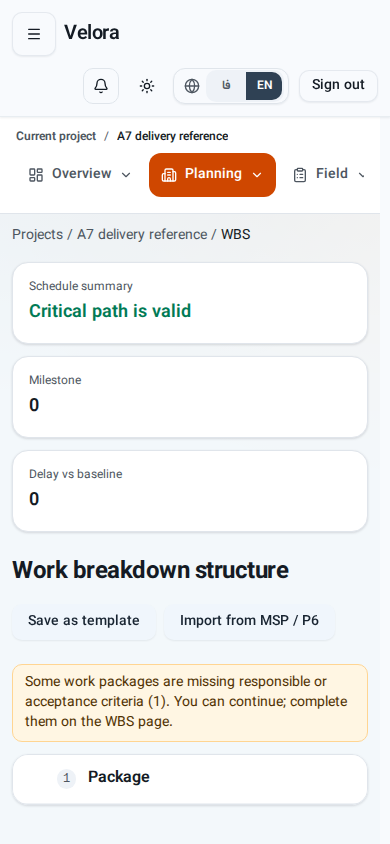 Velora
فا
EN
Sign out
Current project / A7 delivery reference
Overview
Planning
Field
Projects / A7 delivery reference / WBS
Schedule summary
Critical path is valid
Milestone
0
Delay vs baseline
0
Work breakdown structure
Save as template
Import from MSP / P6
Some work packages are missing responsible or
acceptance criteria (1). You can continue; complete
them on the WBS page.
1 Package